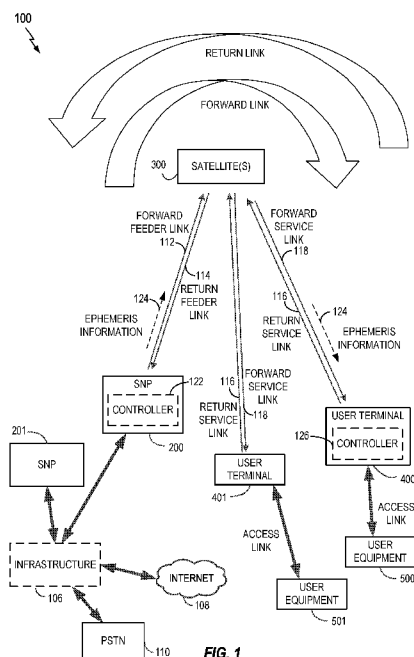 100
RETURN LINK
FORWARD LINK
300
SATELLITE(S)
FORWARD
FEEDER LINK
112
114
RETURN
FEEDER
LINK
124
EPHEMERIS
INFORMATION
FORWARD
SERVICE
LINK
118
116
124
RETURN
SERVICE
LINK
EPHEMERIS
INFORMATION
122
SNP
CONTROLLER
200
116
RETURN
SERVICE
LINK
FORWARD
SERVICE
LINK
118
USER TERMINAL
126
CONTROLLER
400
201
SNP
USER
TERMINAL
401
ACCESS
LINK
ACCESS
LINK
USER
EQUIPMENT
500
INFRASTRUCTURE
106
INTERNET
108
USER
EQUIPMENT
501
PSTN
110
FIG. 1